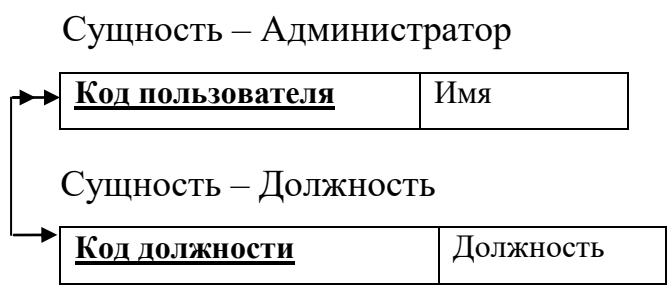 Сущность – Администратор
Код пользователя Имя
Сущность – Должность
Код должности Должность